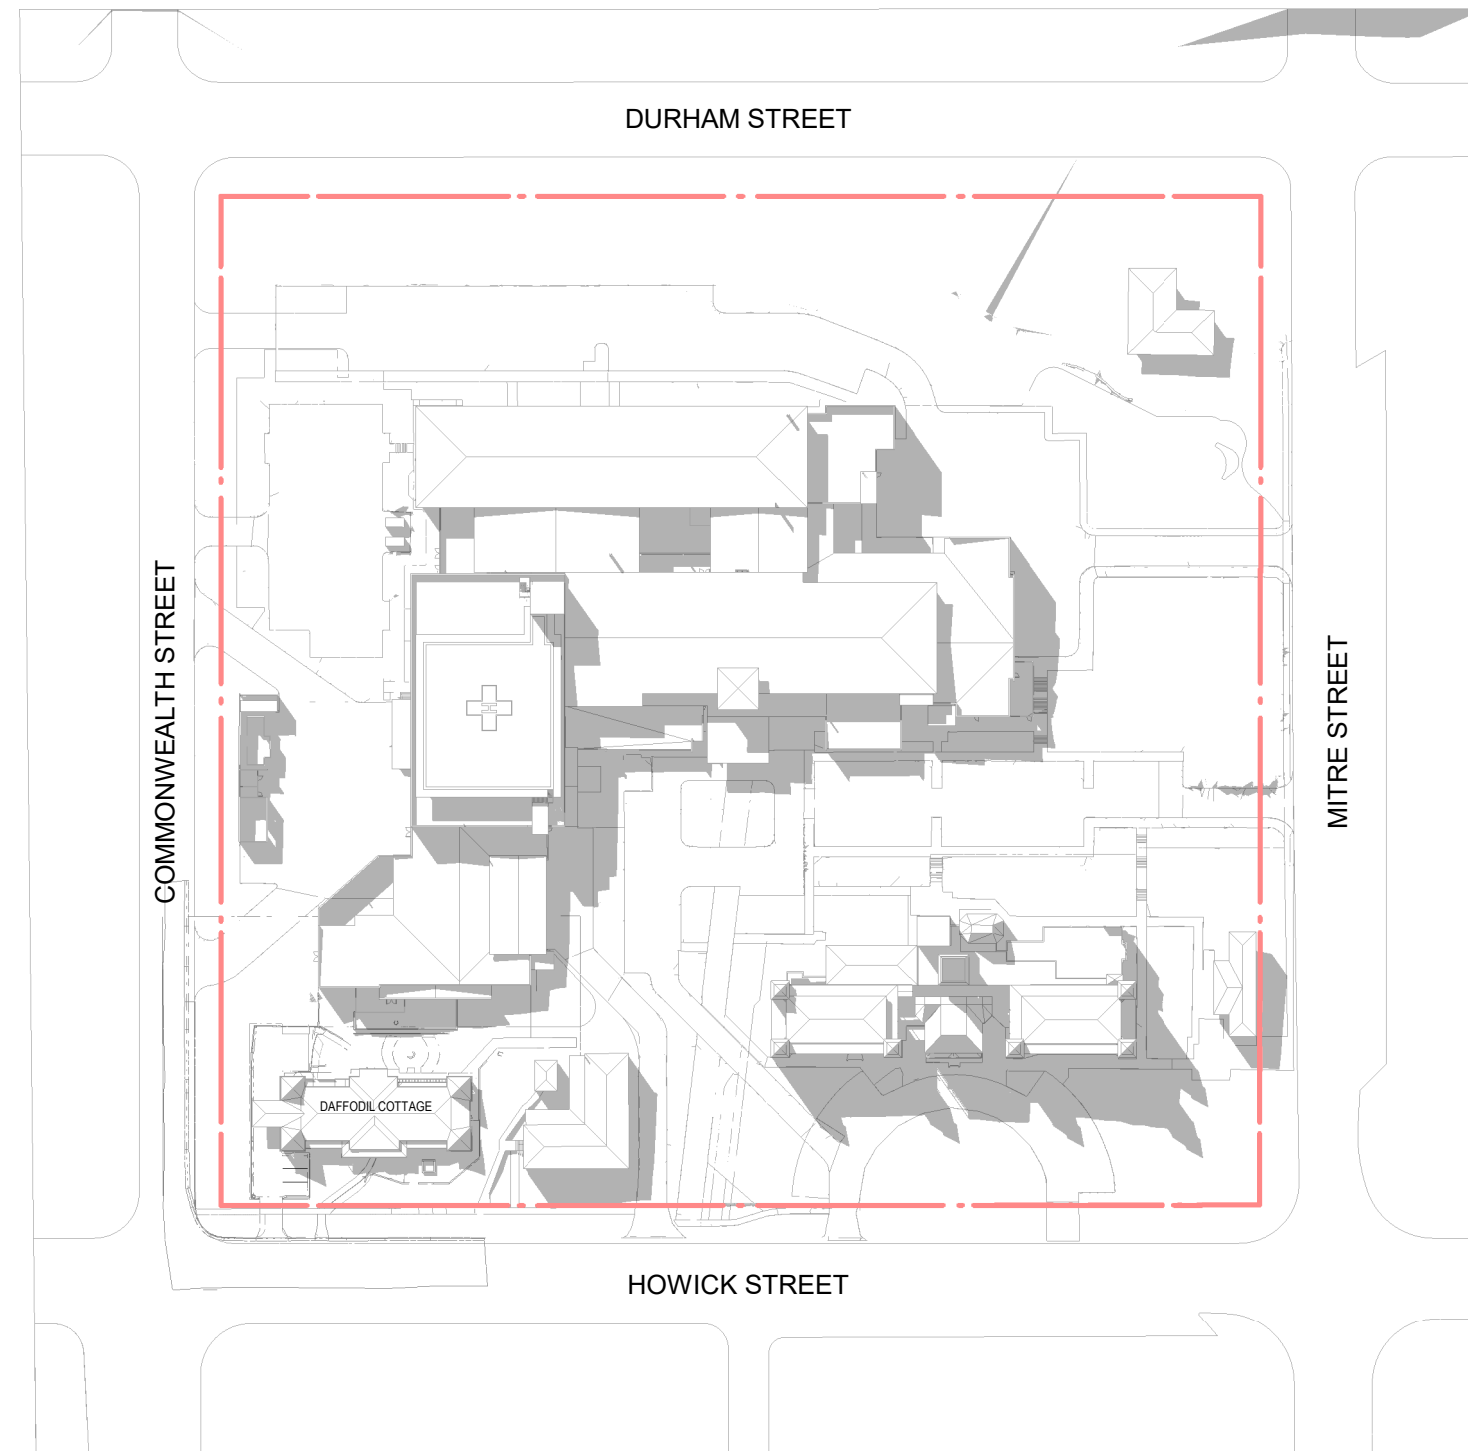 DURHAM STREET
COMMONWEALTH STREET
MITRE STREET
H
DAFFODIL COTTAGE
HOWICK STREET